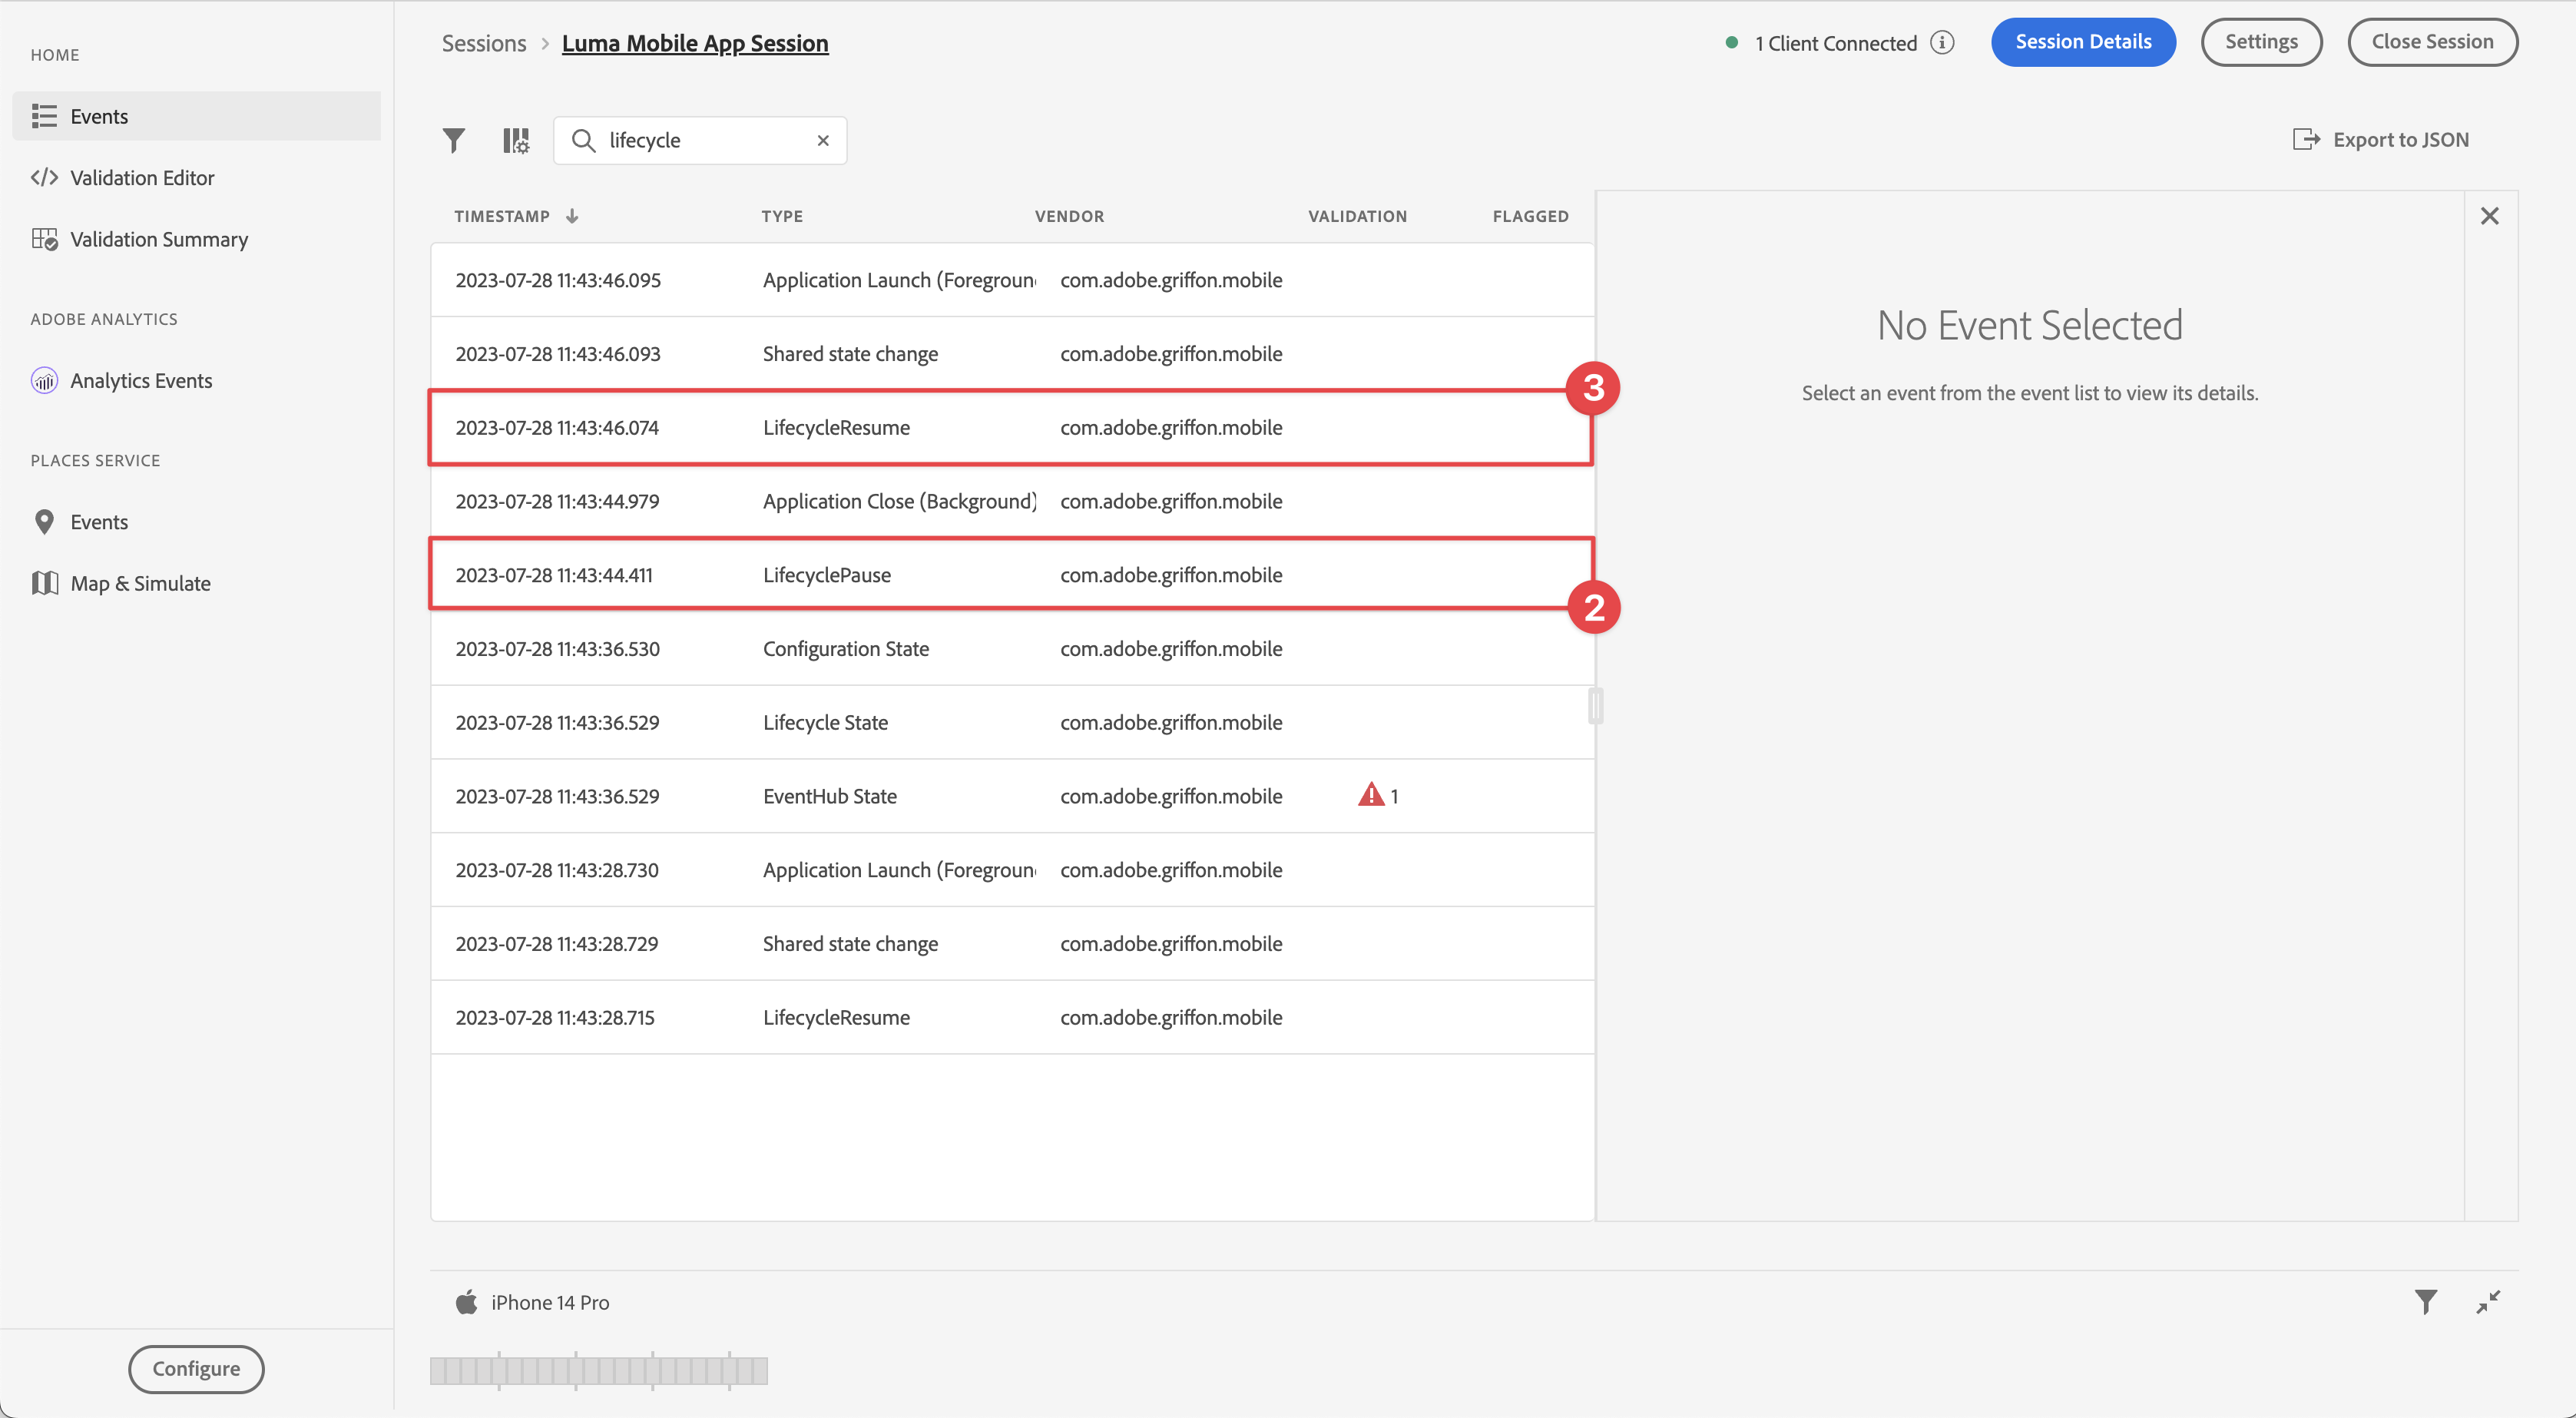 HOME
Events
Validation Editor
Validation Summary
ADOBE ANALYTICS
Analytics Events
PLACES SERVICE
Events
Map & Simulate
Configure
Sessions > Luma Mobile App Session
1 Client Connected
Session Details
Settings
Close Session
lifecycle
Export to JSON
TIMESTAMP TYPE VENDOR VALIDATION FLAGGED
2023-07-28 11:43:46.095 Application Launch (Foregroun com.adobe.griffon.mobile
2023-07-28 11:43:46.093 Shared state change com.adobe.griffon.mobile
3
2023-07-28 11:43:46.074 LifecycleResume com.adobe.griffon.mobile
2023-07-28 11:43:44.979 Application Close (Background) com.adobe.griffon.mobile
2023-07-28 11:43:44.411 LifecyclePause com.adobe.griffon.mobile
2
2023-07-28 11:43:36.530 Configuration State com.adobe.griffon.mobile
2023-07-28 11:43:36.529 Lifecycle State com.adobe.griffon.mobile
2023-07-28 11:43:36.529 EventHub State com.adobe.griffon.mobile 1
2023-07-28 11:43:28.730 Application Launch (Foregroun com.adobe.griffon.mobile
2023-07-28 11:43:28.729 Shared state change com.adobe.griffon.mobile
2023-07-28 11:43:28.715 LifecycleResume com.adobe.griffon.mobile
No Event Selected
Select an event from the event list to view its details.
iPhone 14 Pro